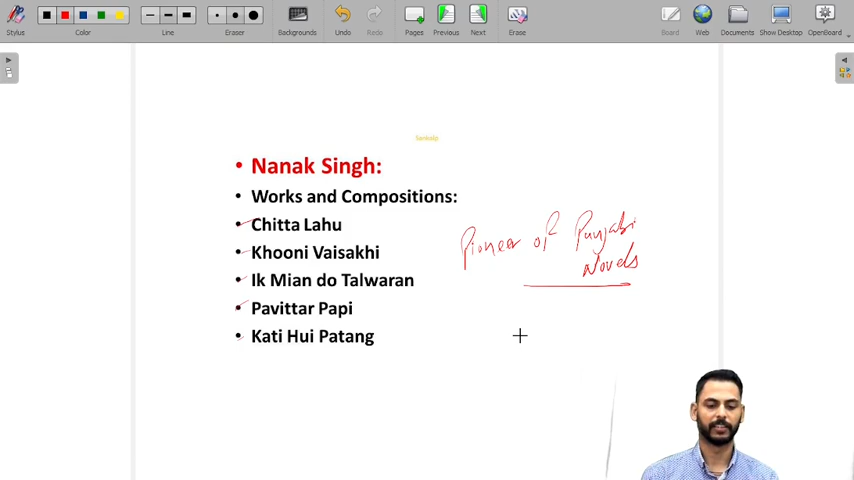 Stylus
Color
Line
Eraser
Backgrounds
Undo
Redo
Pages
Previous
Next
Erase
Board
Web
Documents
Show Desktop
OpenBoard
• Nanak Singh:
• Works and Compositions:
• Chitta Lahu
• Khooni Vaisakhi
• Ik Mian do Talwaran
• Pavittar Papi
• Kati Hui Patang
Pioneer of Punjabi
Novels